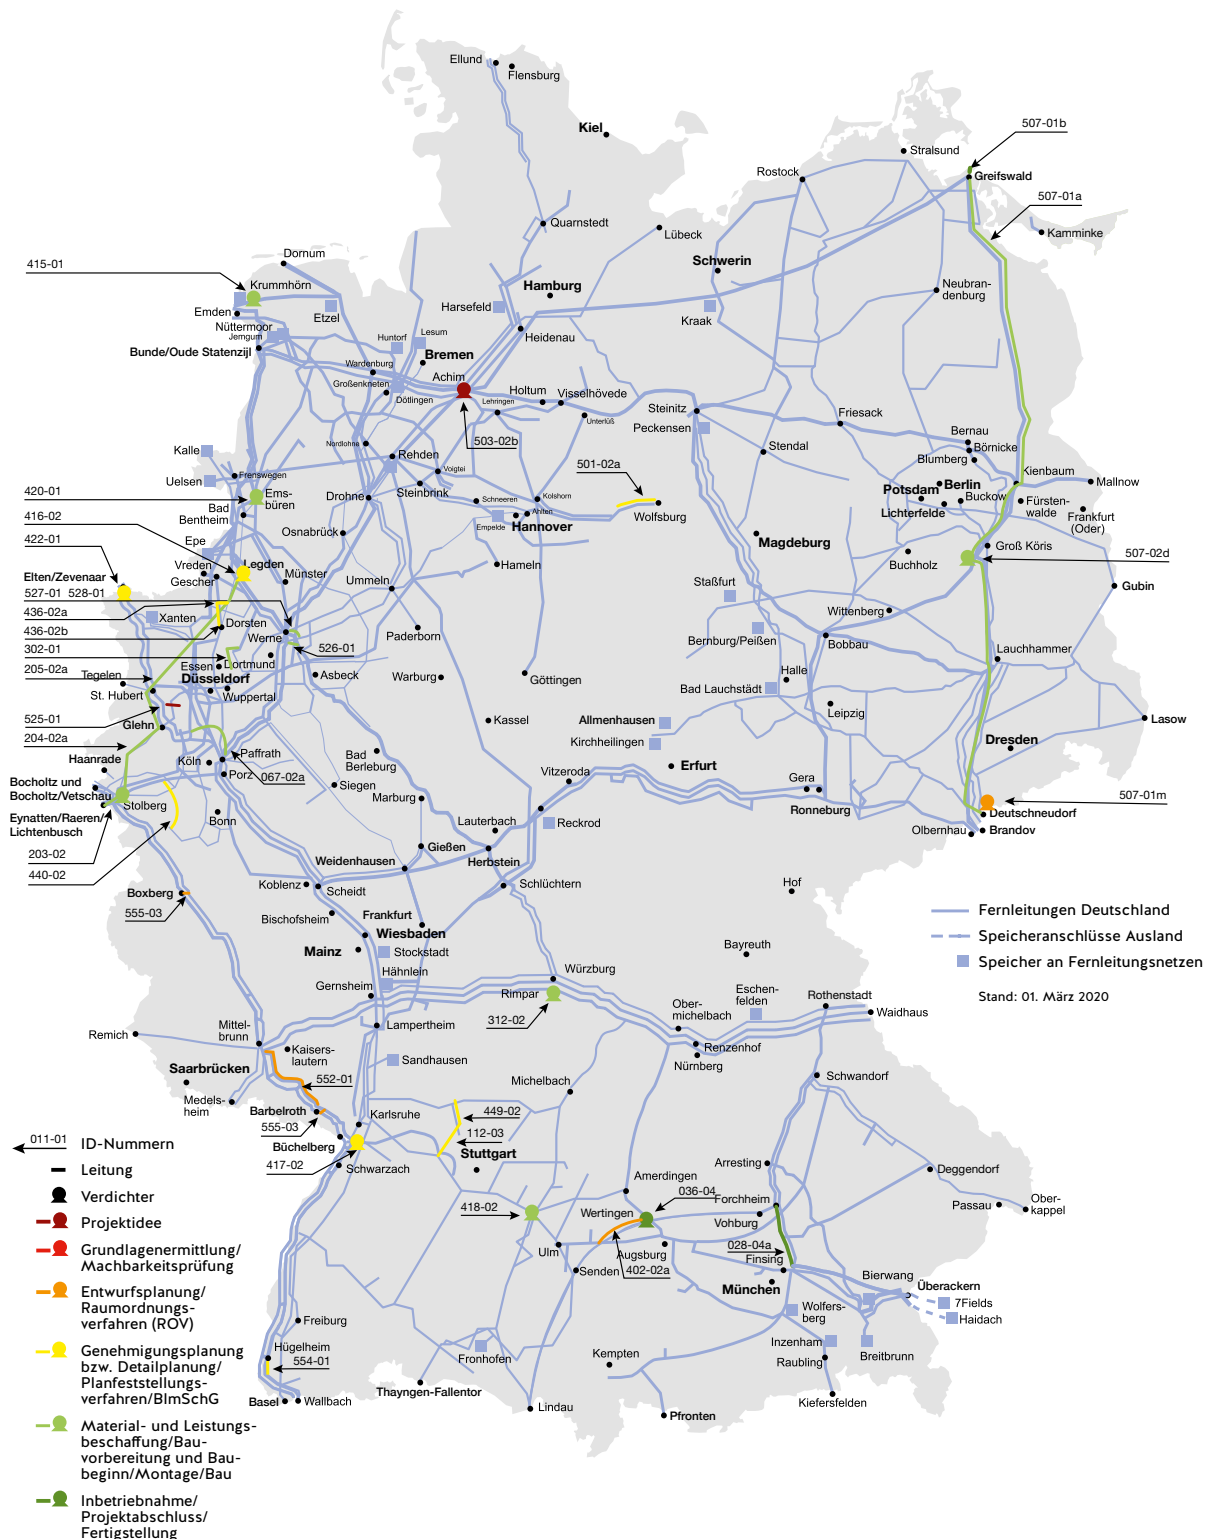 Ellund
Flensburg
Kiel
507-01b
Stralsund
Rostock
Greifswald
507-01a
Quarnstedt
Lübeck
Kamminke
Dornum
Schwerin
415-01
Krummhörn
Hamburg
Neubran-
denburg
Emden
Etzel
Harsefeld
Kraak
Nüttermoor
Jemgum
Huntorf
Lesum
Heidenau
Bunde/Oude Statenzijl
Bremen
Wardenburg
Achim
Großenkneten
Dötlingen
Holtum
Visselhövede
Lehringen
Unterlüß
Steinitz
Peckensen
Friesack
Bernau
Börnicke
Blumberg
Nordlohne
503-02b
Stendal
Kalle
Rehden
Voigtei
Kienbaum
Uelsen
Frenswegen
501-02a
Berlin
Mallnow
420-01
Ems-
büren
Drohne
Steinbrink
Schneeren
Kolshorn
Potsdam
Buckow
Lichterfelde
Fürsten-
walde
416-02
Bad
Bentheim
Empelde
Ahlten
Hannover
Wolfsburg
Frankfurt
(Oder)
422-01
Osnabrück
Magdeburg
Epe
Groß Köris
507-02d
Vreden
Legden
Buchholz
Elten/Zevenaar
Gescher
Münster
Ummeln
Hameln
Staßfurt
Gubin
527-01 528-01
436-02a
Xanten
Wittenberg
436-02b
Dorsten
Werne
Paderborn
Bernburg/Peißen
Bobbau
302-01
526-01
Lauchhammer
205-02a
Essen
Dortmund
Asbeck
Warburg
Göttingen
Halle
Tegelen
Düsseldorf
Bad Lauchstädt
St. Hubert
Wuppertal
Leipzig
525-01
Glehn
Kassel
Allmenhausen
Lasow
204-02a
Kirchheilingen
Dresden
Haanrade
Köln
Paffrath
Bad
Berleburg
Bocholtz und
Bocholtz/Vetschau
Porz
067-02a
Siegen
Vitzeroda
Erfurt
Gera
Ronneburg
507-01m
Stolberg
Marburg
Deutschneudorf
Eynatten/Raeren/
Lichtenbusch
Bonn
Lauterbach
Reckrod
Olbernhau
Brandov
203-02
Gießen
440-02
Weidenhausen
Herbstein
Boxberg
Koblenz
Scheidt
Schlüchtern
Hof
555-03
Bischofsheim
Frankfurt
Wiesbaden
Mainz
Stockstadt
Bayreuth
Hähnlein
Würzburg
Gernsheim
Rimpar
Eschen-
felden
Rothenstadt
312-02
Ober-
michelbach
Waidhaus
Mittel-
brunn
Lampertheim
Remich
Renzenhof
Nürnberg
Kaisers-
lautern
Sandhausen
Saarbrücken
Michelbach
Schwandorf
552-01
Medels-
heim
Barbelroth
Karlsruhe
449-02
555-03
112-03
Büchelberg
Stuttgart
417-02
Schwarzach
Arresting
Deggendorf
Amerdingen
036-04
Forchheim
Passau
Ober-
kappel
418-02
Wertingen
Vohburg
Ulm
Augsburg
028-04a
Finsing
Senden
402-02a
München
Bierwang
Überackern
7Fields
Haidach
Wolfers-
berg
Freiburg
Inzenham
Hügelheim
Fronhofen
Kempten
Raubling
Breitbrunn
554-01
Thayngen-Fallentor
Kiefersfelden
Basel
Wallbach
Lindau
Pfronten
Fernleitungen Deutschland
Speicheranschlüsse Ausland
Speicher an Fernleitungsnetzen
Stand: 01. März 2020
011-01 ID-Nummern
Leitung
Verdichter
Projektidee
Grundlagenermittlung/
Machbarkeitsprüfung
Entwurfsplanung/
Raumordnungs-
verfahren (ROV)
Genehmigungsplanung
bzw. Detailplanung/
Planfeststellungs-
verfahren/BImSchG
Material- und Leistungs-
beschaffung/Bau-
vorbereitung und Bau-
beginn/Montage/Bau
Inbetriebnahme/
Projektabschluss/
Fertigstellung